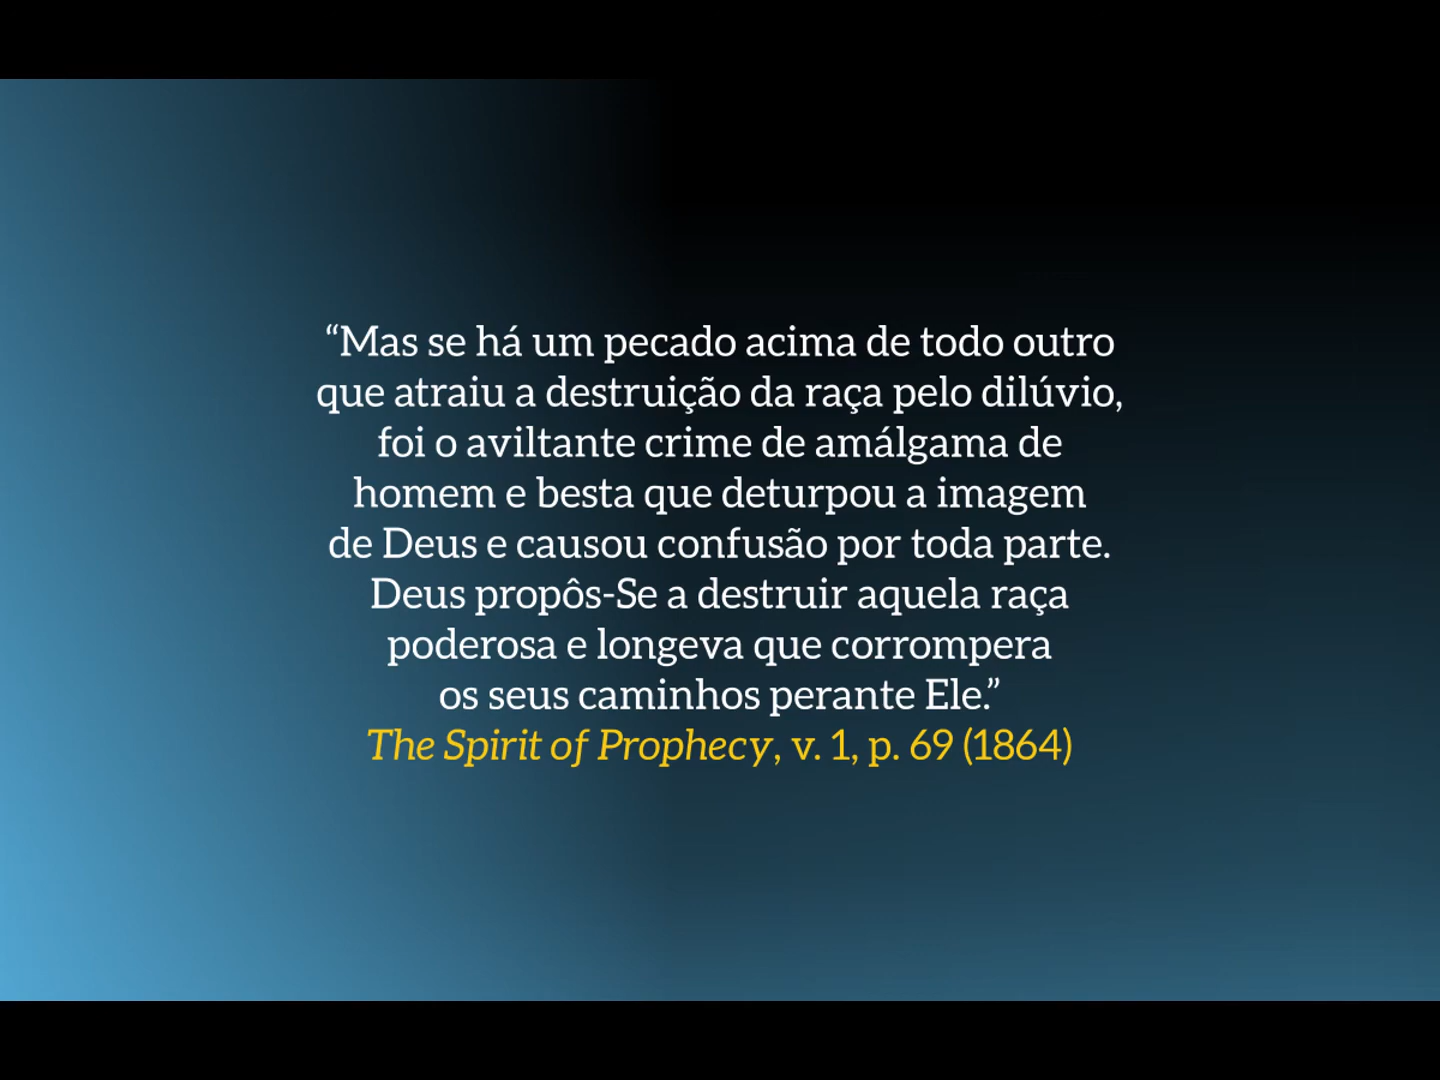 “Mas se há um pecado acima de todo outro
que atraiu a destruição da raça pelo dilúvio,
foi o aviltante crime de amálgama de
homem e besta que deturpou a imagem
de Deus e causou confusão por toda parte.
Deus propôs-Se a destruir aquela raça
poderosa e longeva que corrompera
os seus caminhos perante Ele.”
The Spirit of Prophecy, v. 1, p. 69 (1864)